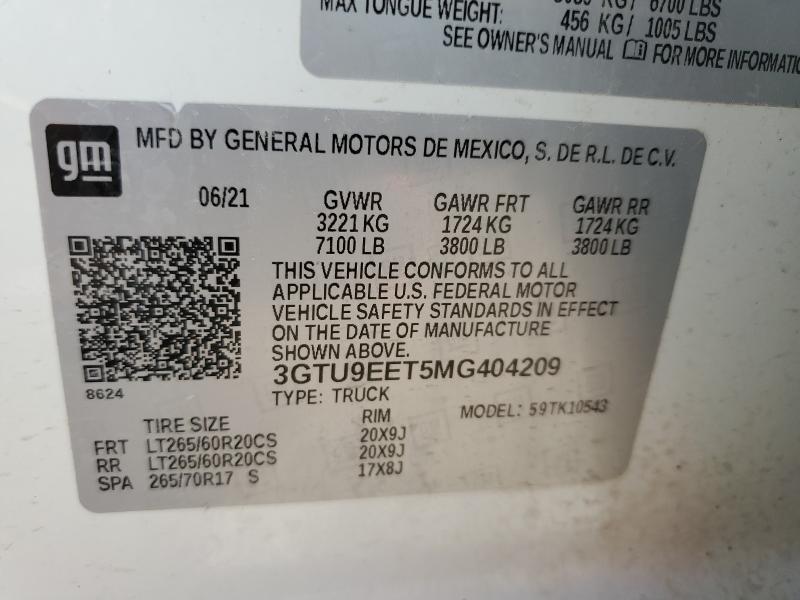 KG / 6700 LBS
MAX TONGUE WEIGHT: 456 KG / 1005 LBS
SEE OWNER'S MANUAL FOR MORE INFORMATIO
gm
MFD BY GENERAL MOTORS DE MEXICO, S. DE R.L. DE C.V.
06/21 GVWR GAWR FRT GAWR RR
3221 KG 1724 KG 1724 KG
7100 LB 3800 LB 3800 LB
THIS VEHICLE CONFORMS TO ALL
APPLICABLE U.S. FEDERAL MOTOR
VEHICLE SAFETY STANDARDS IN EFFECT
ON THE DATE OF MANUFACTURE
SHOWN ABOVE.
3GTU9EET5MG404209
8624
TYPE: TRUCK MODEL: 59TK10543
TIRE SIZE RIM
FRT LT265/60R20CS 20X9J
RR LT265/60R20CS 20X9J
SPA 265/70R17 S 17X8J